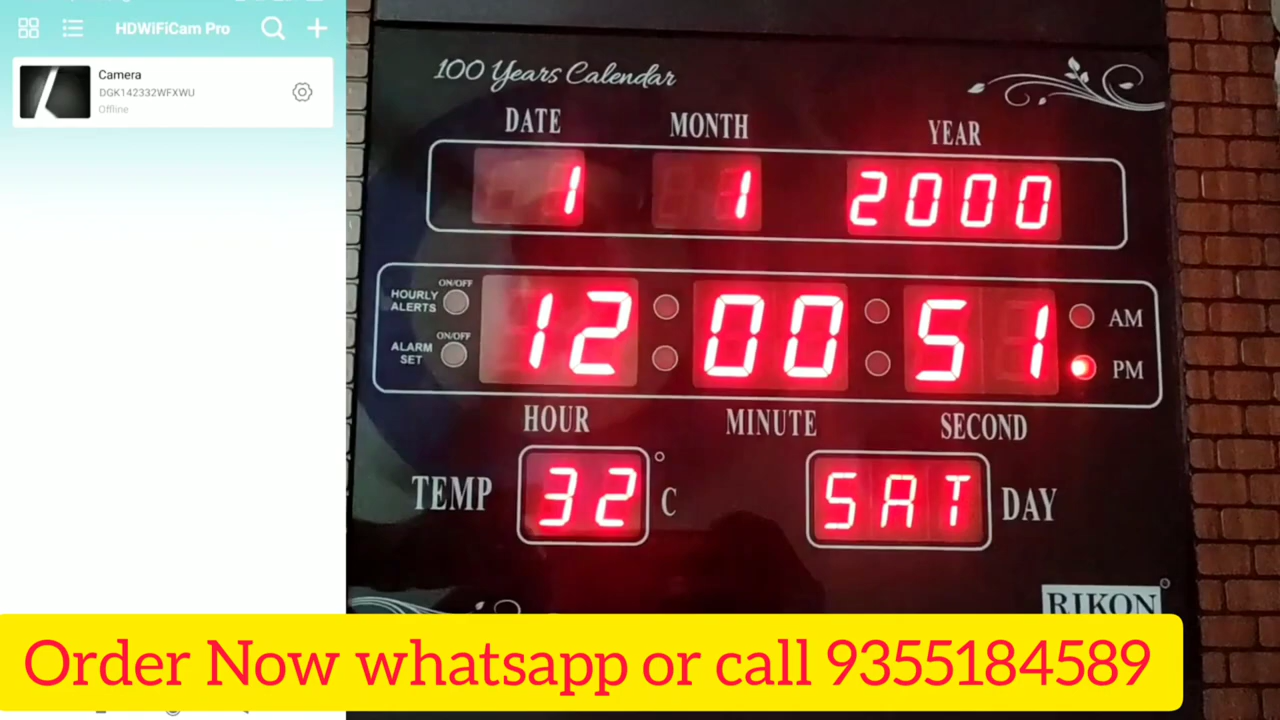 HDWiFiCam Pro
Camera
DGK142332WFXWU
Offline
100 Years Calendar
DATE MONTH YEAR
1 1 2000
HOURLY ALERTS ON/OFF
ALARM SET ON/OFF
12 00 51
AM
PM
HOUR MINUTE SECOND
TEMP 32 °C SAT DAY
RIKON
Order Now whatsapp or call 9355184589